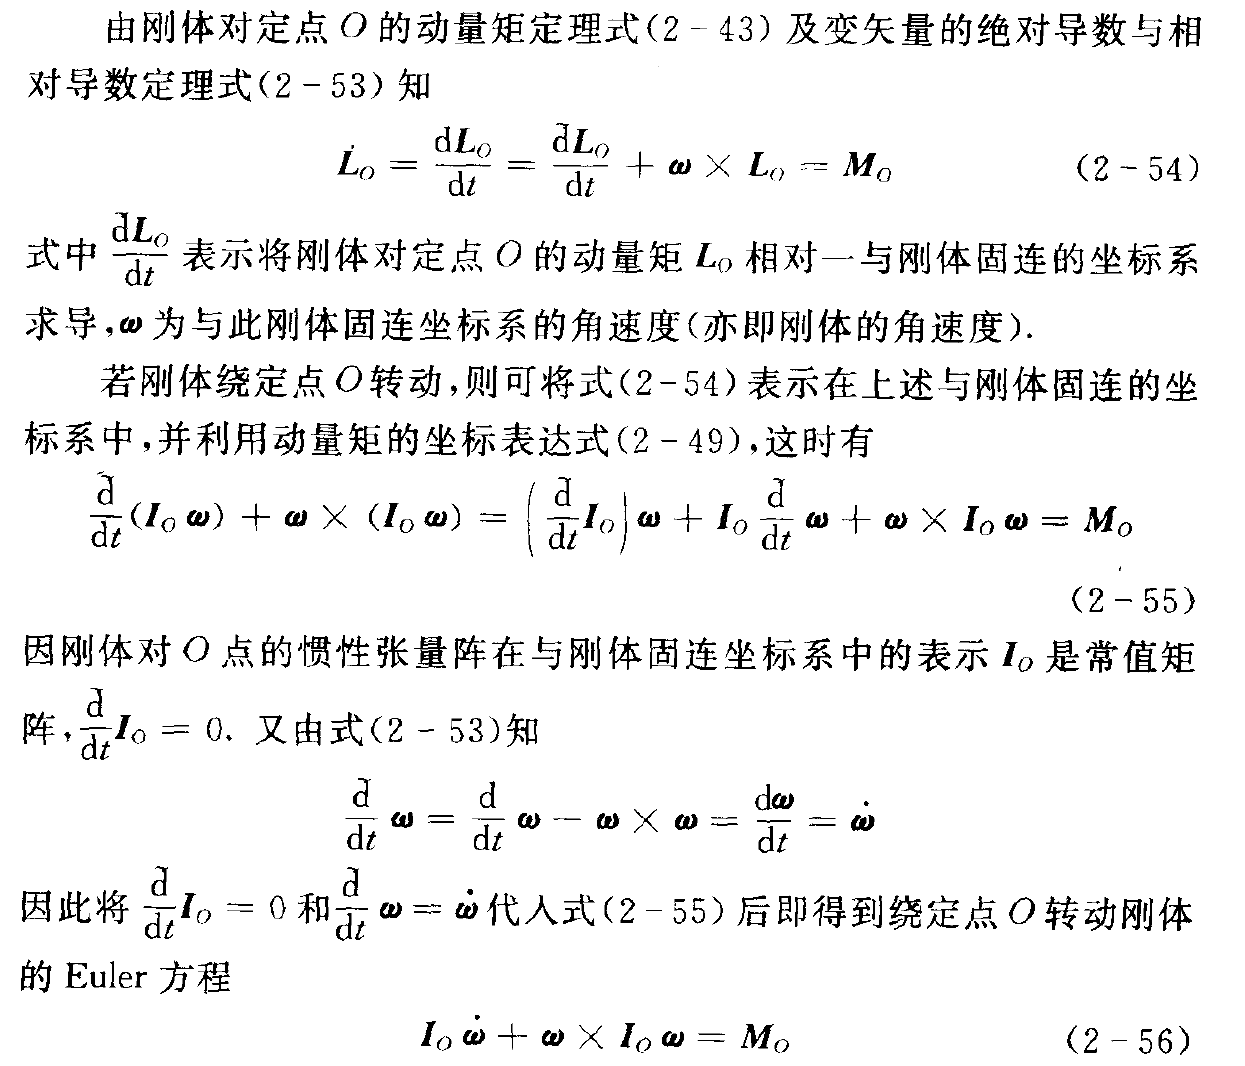 由刚体对定点 O 的动量矩定理式(2-43)及变矢量的绝对导数与相
对导数定理式(2-53)知
$\dot{\boldsymbol{L}}_O = \frac{\mathrm{d}\boldsymbol{L}_O}{\mathrm{d}t} = \frac{\tilde{\mathrm{d}}\boldsymbol{L}_O}{\mathrm{d}t} + \boldsymbol{\omega} \times \boldsymbol{L}_O = \boldsymbol{M}_O$ (2-54)
式中 $\frac{\tilde{\mathrm{d}}\boldsymbol{L}_O}{\mathrm{d}t}$ 表示将刚体对定点 O 的动量矩 $\boldsymbol{L}_O$ 相对一与刚体固连的坐标系
求导,$\boldsymbol{\omega}$ 为与此刚体固连坐标系的角速度(亦即刚体的角速度).
若刚体绕定点 O 转动,则可将式(2-54)表示在上述与刚体固连的坐
标系中,并利用动量矩的坐标表达式(2-49),这时有
$\frac{\tilde{\mathrm{d}}}{\mathrm{d}t}(\boldsymbol{I}_O\boldsymbol{\omega}) + \boldsymbol{\omega} \times (\boldsymbol{I}_O\boldsymbol{\omega}) = \left(\frac{\tilde{\mathrm{d}}}{\mathrm{d}t}\boldsymbol{I}_O\right)\boldsymbol{\omega} + \boldsymbol{I}_O\frac{\tilde{\mathrm{d}}}{\mathrm{d}t}\boldsymbol{\omega} + \boldsymbol{\omega} \times \boldsymbol{I}_O\boldsymbol{\omega} = \boldsymbol{M}_O$
(2-55)
因刚体对 O 点的惯性张量阵在与刚体固连坐标系中的表示 $\boldsymbol{I}_O$ 是常值矩
阵,$\frac{\tilde{\mathrm{d}}}{\mathrm{d}t}\boldsymbol{I}_O = 0$. 又由式(2-53)知
$\frac{\tilde{\mathrm{d}}}{\mathrm{d}t}\boldsymbol{\omega} = \frac{\mathrm{d}}{\mathrm{d}t}\boldsymbol{\omega} - \boldsymbol{\omega} \times \boldsymbol{\omega} = \frac{\mathrm{d}\boldsymbol{\omega}}{\mathrm{d}t} = \dot{\boldsymbol{\omega}}$
因此将 $\frac{\tilde{\mathrm{d}}}{\mathrm{d}t}\boldsymbol{I}_O = 0$ 和 $\frac{\tilde{\mathrm{d}}}{\mathrm{d}t}\boldsymbol{\omega} = \dot{\boldsymbol{\omega}}$ 代入式(2-55)后即得到绕定点 O 转动刚体
的 Euler 方程
$\boldsymbol{I}_O\dot{\boldsymbol{\omega}} + \boldsymbol{\omega} \times \boldsymbol{I}_O\boldsymbol{\omega} = \boldsymbol{M}_O$ (2-56)